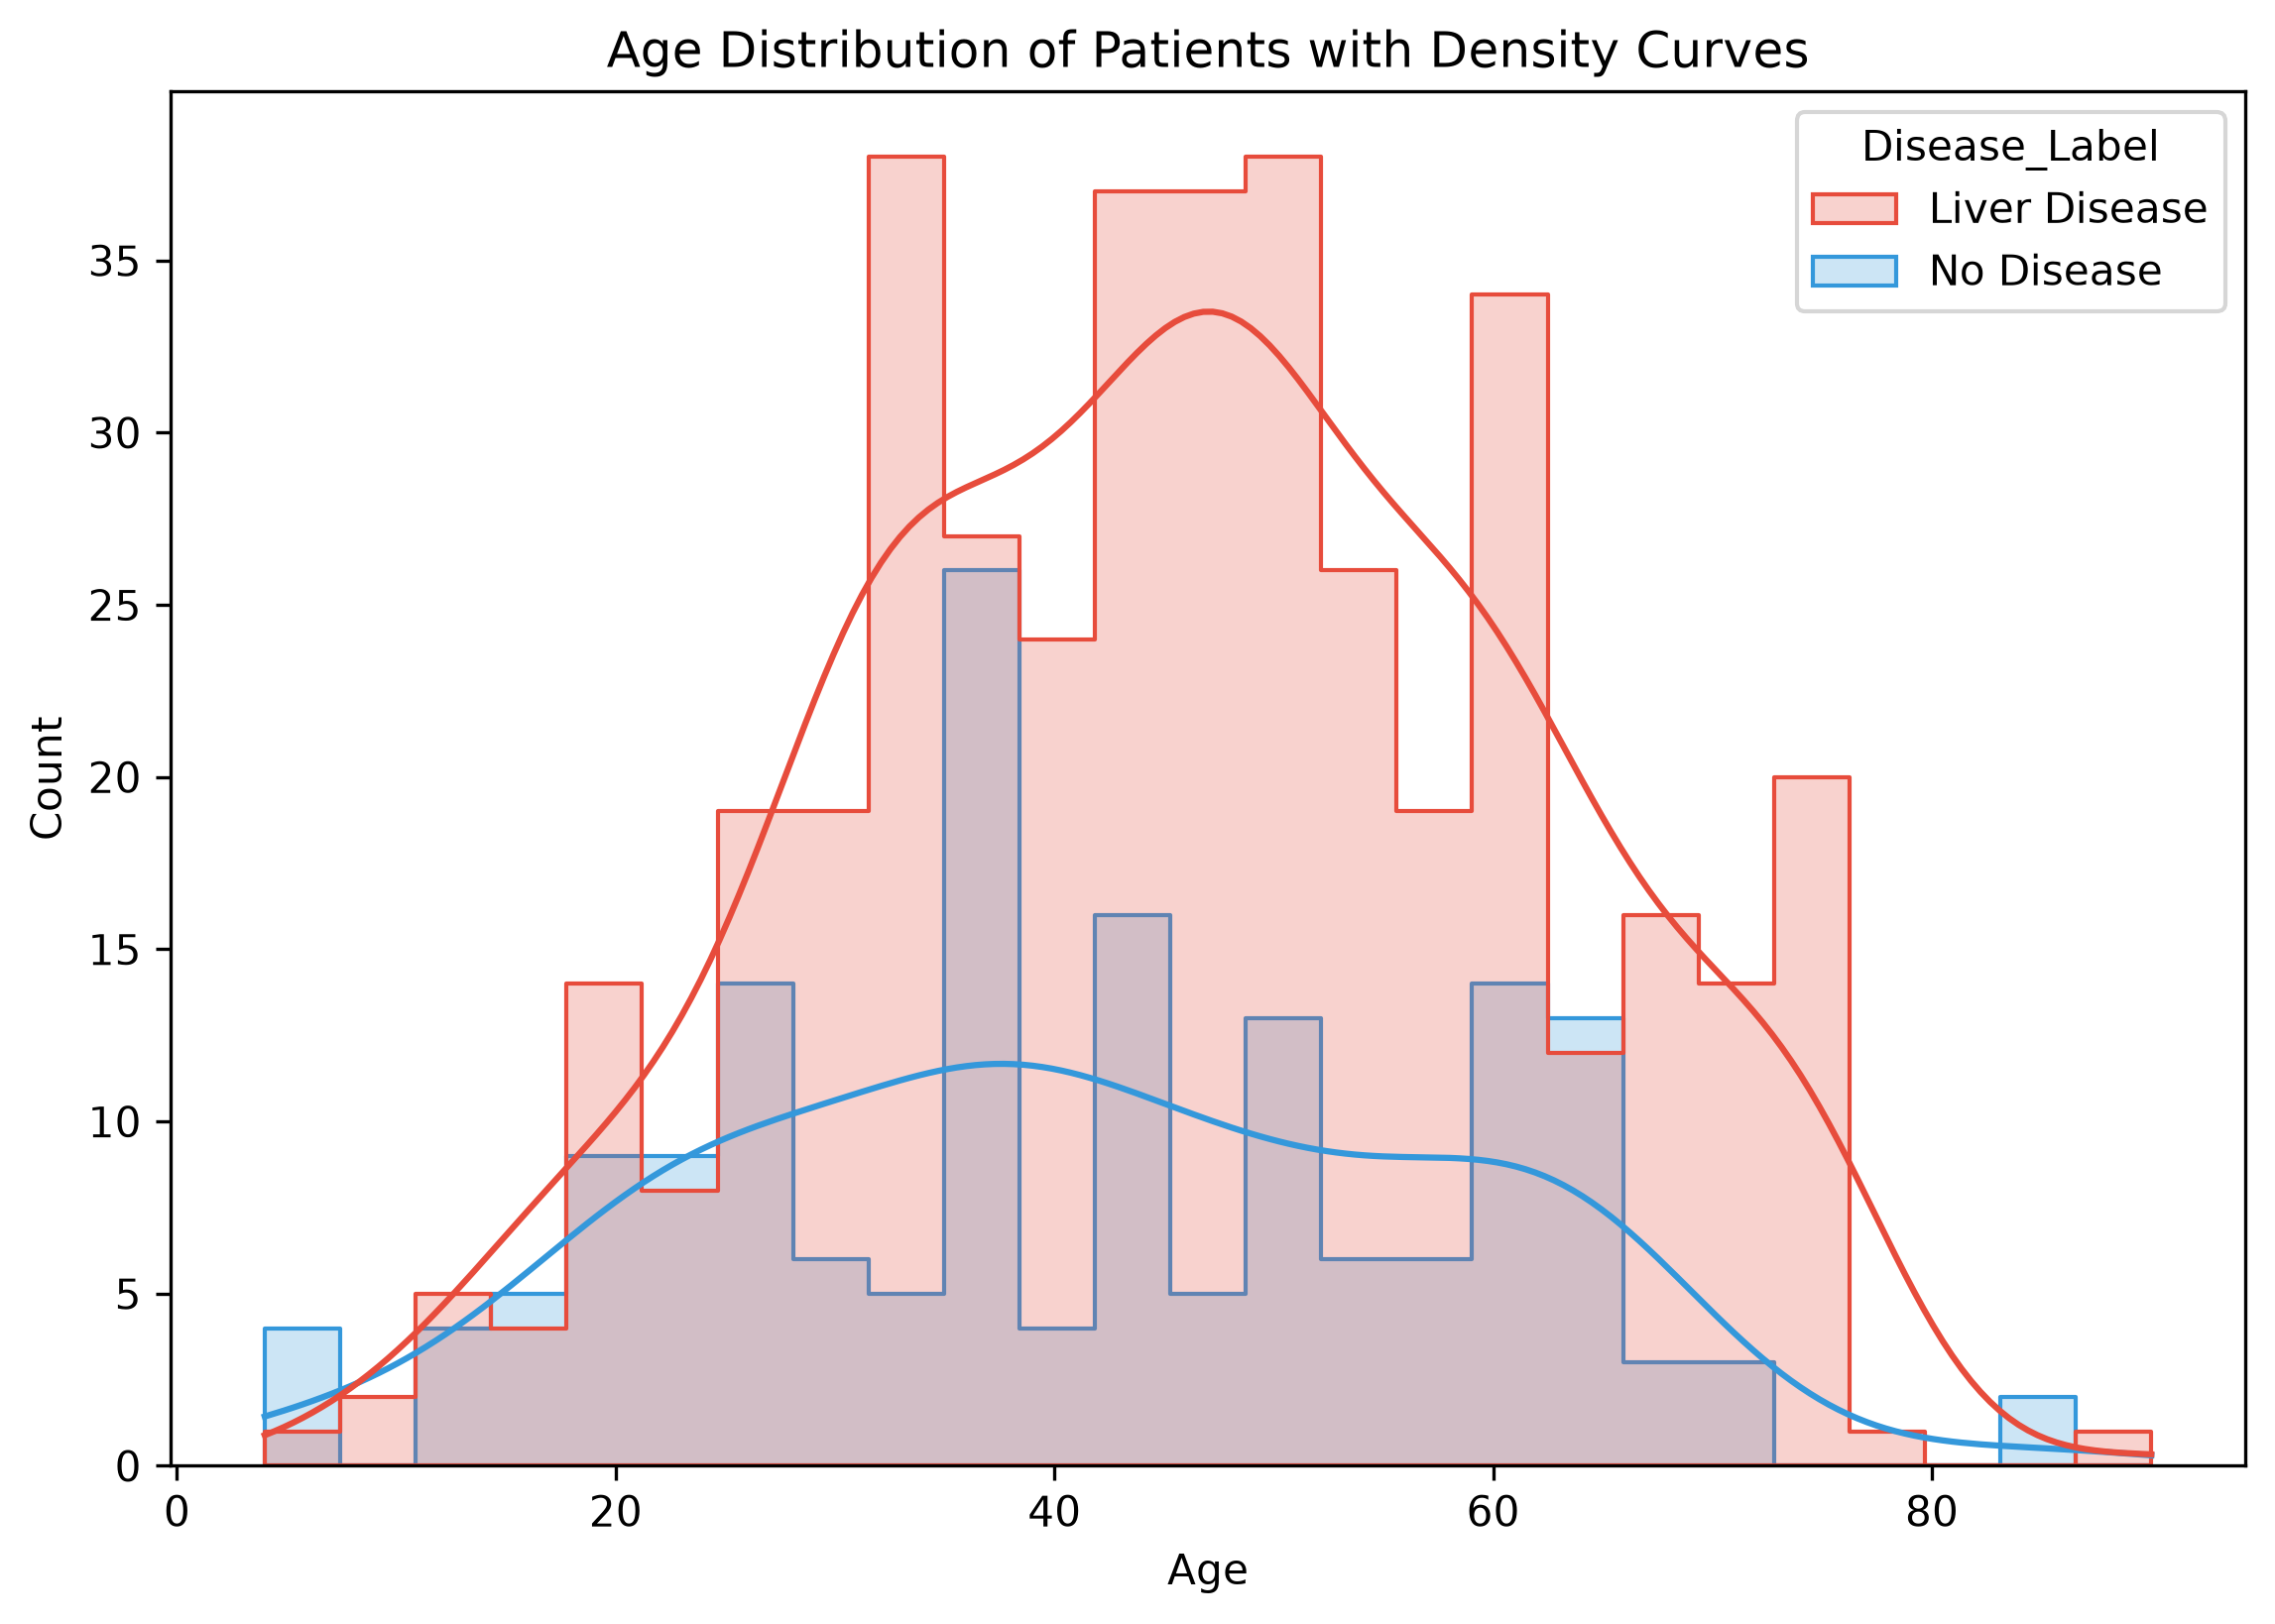 Age Distribution of Patients with Density Curves
Disease_Label
Liver Disease
No Disease
35
30
25
20
15
10
5
0
Count
0 20 40 60 80
Age